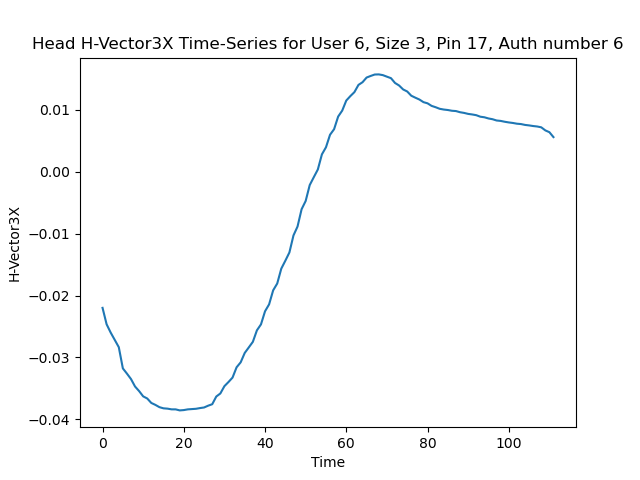 Head H-Vector3X Time-Series for User 6, Size 3, Pin 17, Auth number 6
0.01
0.00
−0.01
−0.02
−0.03
−0.04
H-Vector3X
0 20 40 60 80 100
Time